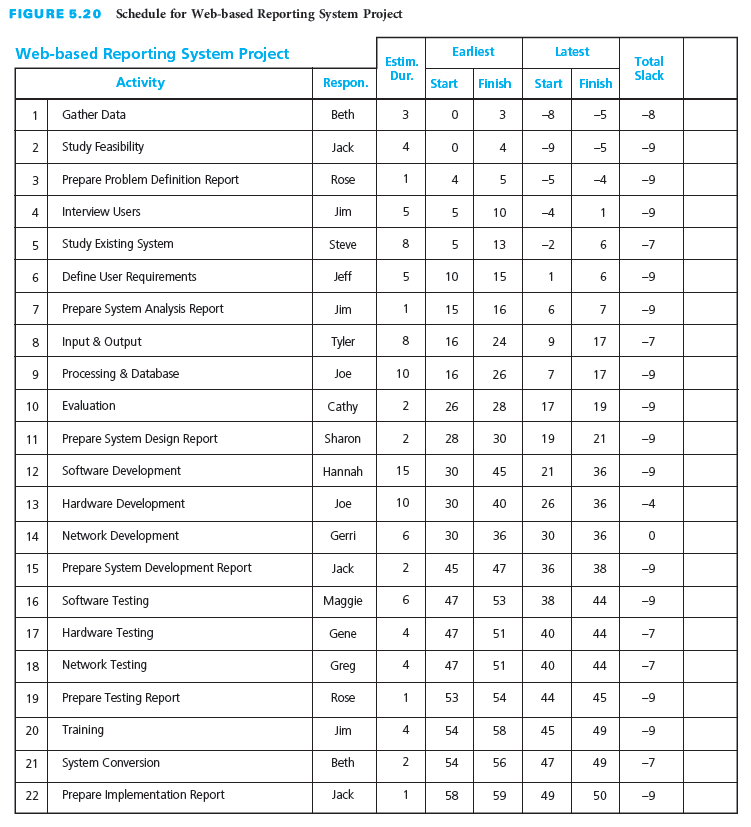 FIGURE 5.20 Schedule for Web-based Reporting System Project
Web-based Reporting System Project Estim. Dur. Earliest Latest Total Slack
Activity Respon. Start Finish Start Finish
1 Gather Data Beth 3 0 3 –8 –5 –8
2 Study Feasibility Jack 4 0 4 –9 –5 –9
3 Prepare Problem Definition Report Rose 1 4 5 –5 –4 –9
4 Interview Users Jim 5 5 10 –4 1 –9
5 Study Existing System Steve 8 5 13 –2 6 –7
6 Define User Requirements Jeff 5 10 15 1 6 –9
7 Prepare System Analysis Report Jim 1 15 16 6 7 –9
8 Input & Output Tyler 8 16 24 9 17 –7
9 Processing & Database Joe 10 16 26 7 17 –9
10 Evaluation Cathy 2 26 28 17 19 –9
11 Prepare System Design Report Sharon 2 28 30 19 21 –9
12 Software Development Hannah 15 30 45 21 36 –9
13 Hardware Development Joe 10 30 40 26 36 –4
14 Network Development Gerri 6 30 36 30 36 0
15 Prepare System Development Report Jack 2 45 47 36 38 –9
16 Software Testing Maggie 6 47 53 38 44 –9
17 Hardware Testing Gene 4 47 51 40 44 –7
18 Network Testing Greg 4 47 51 40 44 –7
19 Prepare Testing Report Rose 1 53 54 44 45 –9
20 Training Jim 4 54 58 45 49 –9
21 System Conversion Beth 2 54 56 47 49 –7
22 Prepare Implementation Report Jack 1 58 59 49 50 –9